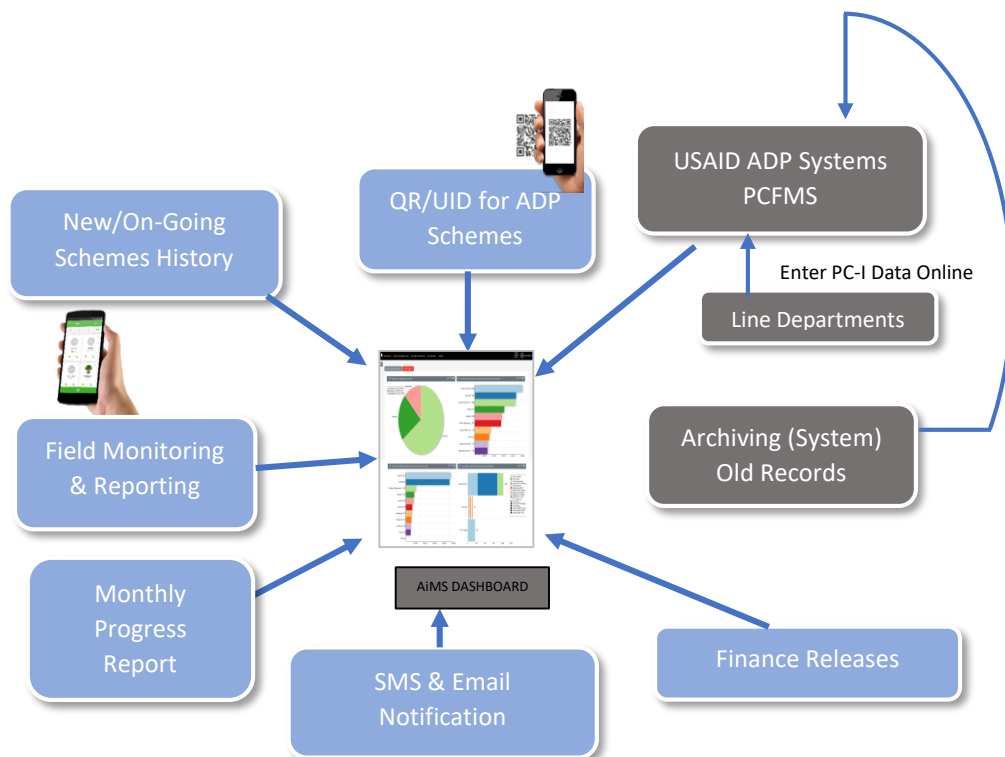 USAID ADP Systems
PCFMS
QR/UID for ADP
Schemes
New/On-Going
Schemes History
Enter PC-I Data Online
Line Departments
Field Monitoring
& Reporting
Archiving (System)
Old Records
AiMS DASHBOARD
Monthly
Progress
Report
Finance Releases
SMS & Email
Notification